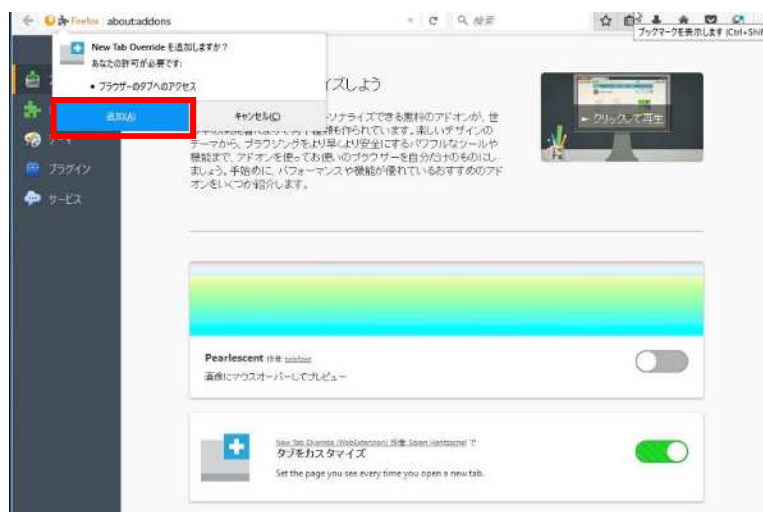 Firefox about:addons
検索
ブックマークを表示します (Ctrl+Shif
New Tab Override を追加しますか?
あなたの許可が必要です:
• ブラウザーのタブへのアクセス
追加(A)
キャンセル(C)
イズしよう
ソナライズできる無料のアドオンが、世
テーマから、ブラウジングをより早くより安全にするパワフルなツールや
機能まで、アドオンを使ってお使いのブラウザーを自分だけのものにし
ましょう。手始めに、パフォーマンスや機能が優れているおすすめのアド
オンをいくつか紹介します。
► クリックして再生
プラグイン
サービス
Pearlescent 作者
画像にマウスオーバーしてプレビュー
New Tab Override (WebExtension) 作者 Sören Hentzschel で
タブをカスタマイズ
Set the page you see every time you open a new tab.